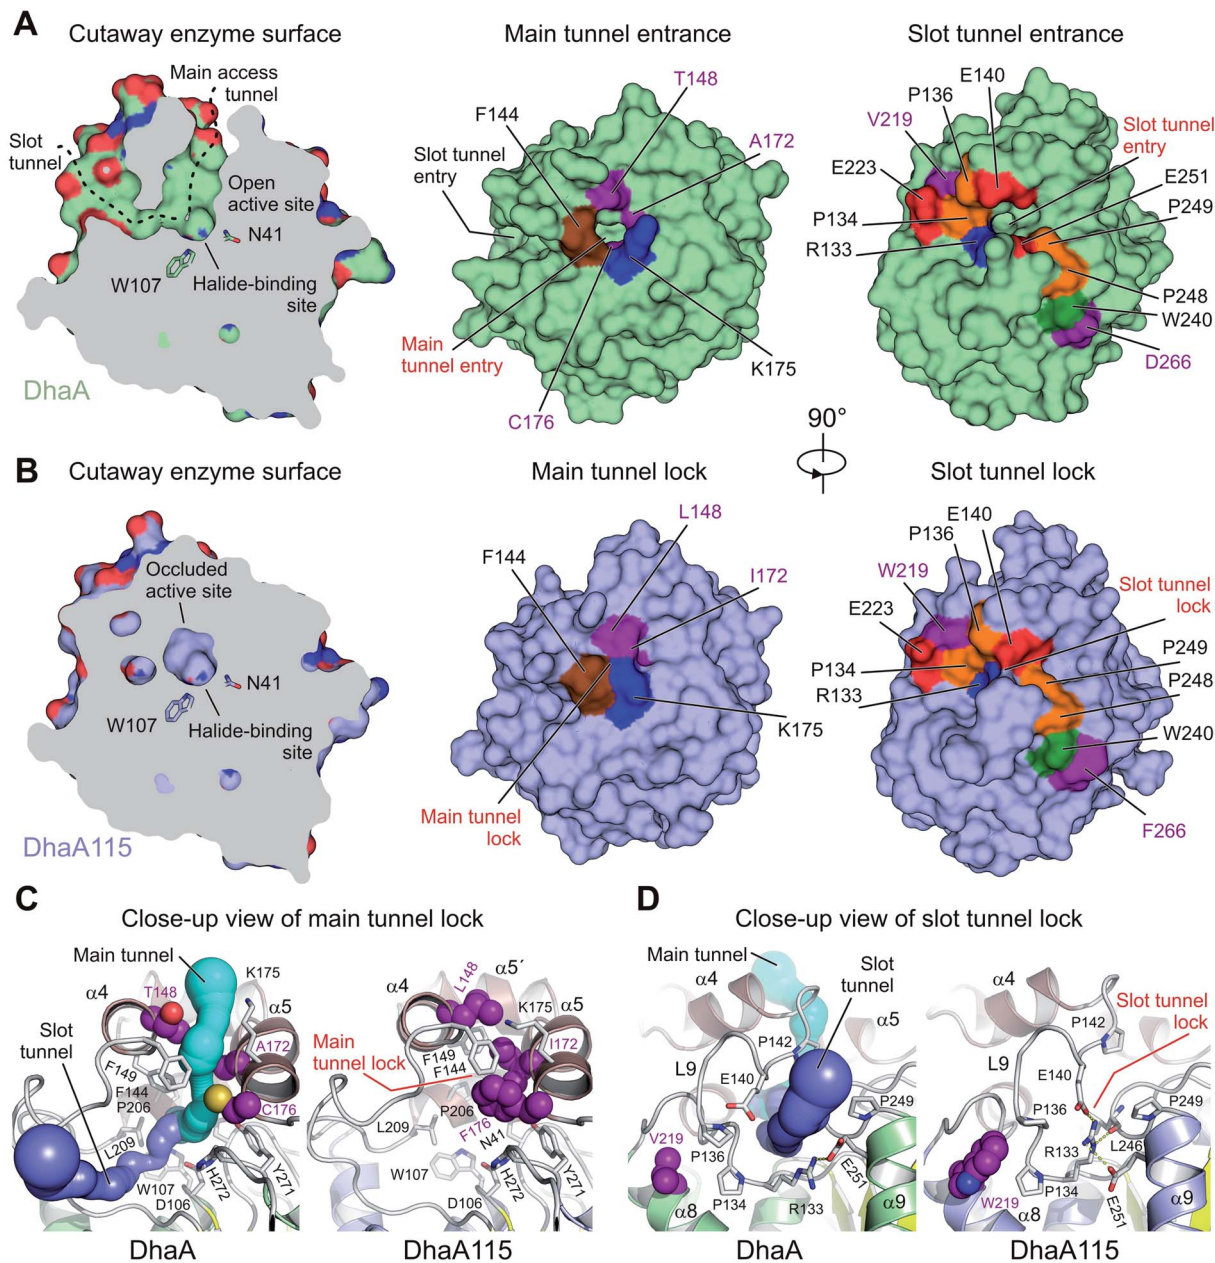 A
Cutaway enzyme surface
Main tunnel entrance
Slot tunnel entrance
Main access
tunnel
Slot
tunnel
Open
active site
N41
W107
Halide-binding
site
DhaA
T148
F144
A172
Slot tunnel
entry
Main
tunnel entry
K175
C176
E140
P136
V219
Slot tunnel
entry
E223
E251
P134
P249
R133
P248
W240
D266
90°
B
Cutaway enzyme surface
Main tunnel lock
Slot tunnel lock
Occluded
active site
N41
W107
Halide-binding
site
DhaA115
L148
F144
I172
K175
Main tunnel
lock
E140
P136
W219
Slot tunnel
lock
E223
P249
P134
P248
R133
W240
F266
C
Close-up view of main tunnel lock
Main tunnel
K175
α4
T148
α5
Slot
tunnel
A172
F149
F144
P206
C176
L209
W107
D106
H272
Y271
DhaA
α5´
L148
α4
K175
α5
Main
tunnel lock
I172
F149
F144
P206
L209
F176
N41
W107
D106
H272
Y271
DhaA115
D
Close-up view of slot tunnel lock
Main tunnel
Slot
tunnel
α4
α5
P142
L9
E140
P249
V219
P136
E251
P134
R133
α8
α9
DhaA
α4
Slot tunnel
lock
P142
L9
E140
P136
P249
R133
L246
W219
P134
E251
α8
α9
DhaA115